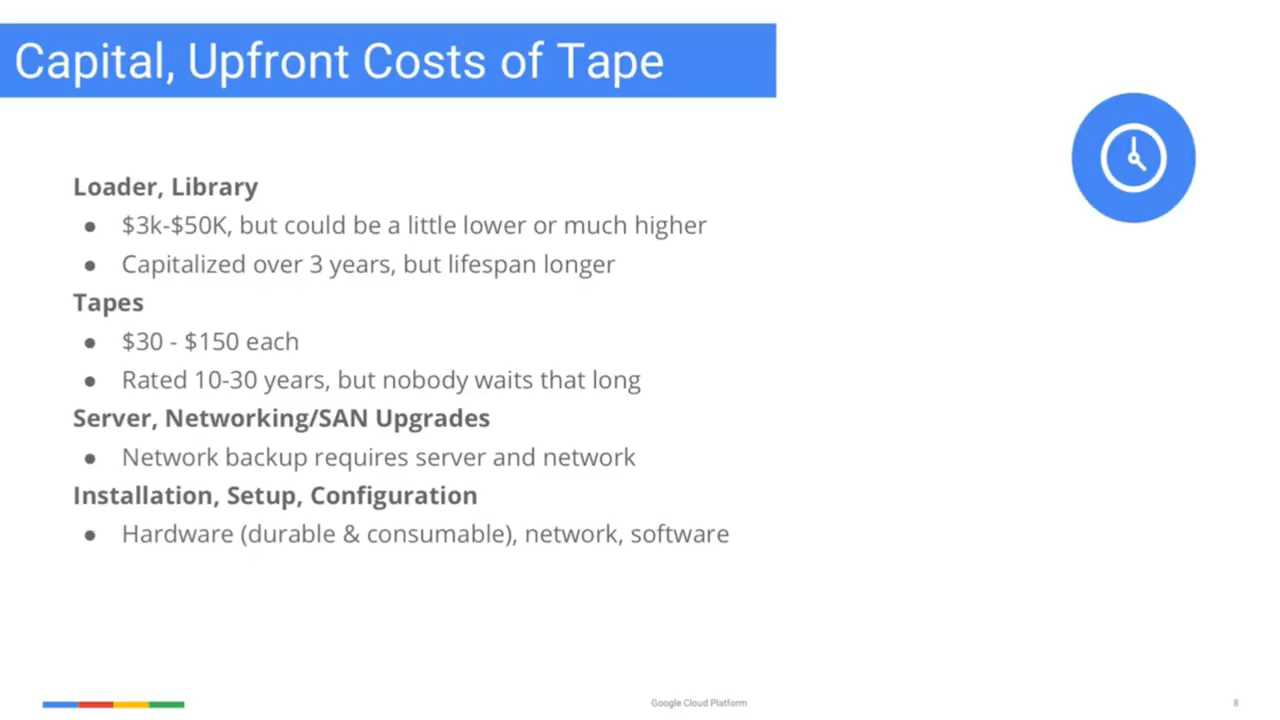 Capital, Upfront Costs of Tape
Loader, Library
● $3k-$50K, but could be a little lower or much higher
● Capitalized over 3 years, but lifespan longer
Tapes
● $30 - $150 each
● Rated 10-30 years, but nobody waits that long
Server, Networking/SAN Upgrades
● Network backup requires server and network
Installation, Setup, Configuration
● Hardware (durable & consumable), network, software
Google Cloud Platform
8